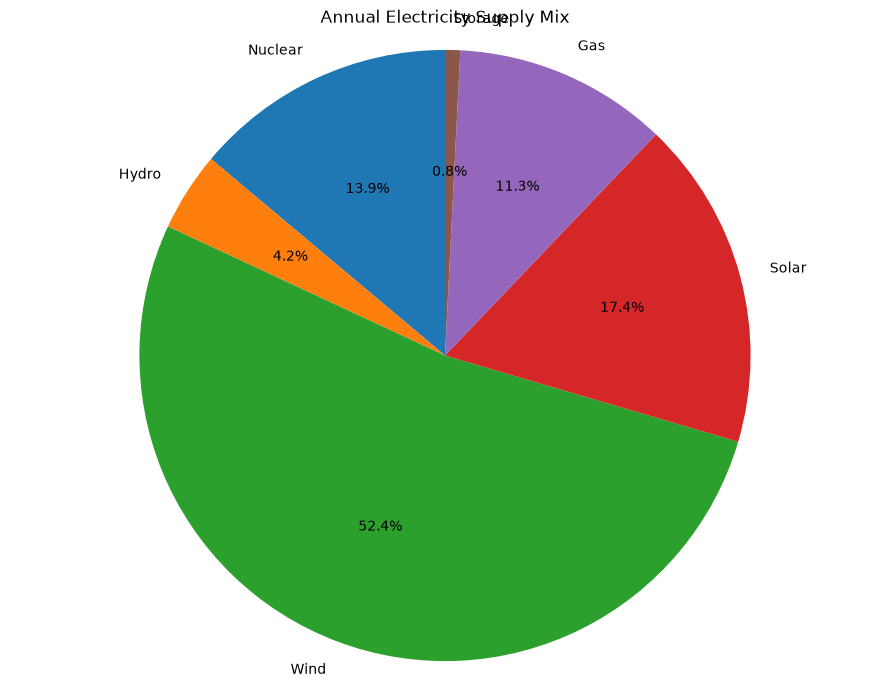 Annual Electricity Supply Mix
Storage
Nuclear
Gas
Hydro
Solar
Wind
13.9%
0.8%
11.3%
4.2%
17.4%
52.4%